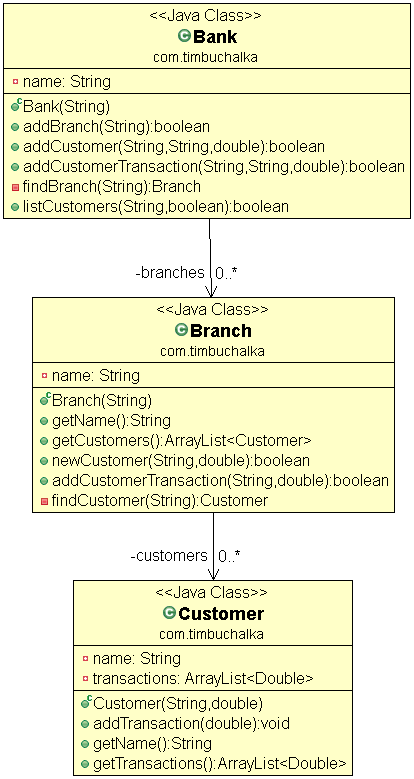 <<Java Class>>
Bank
com.timbuchalka
name: String
Bank(String)
addBranch(String):boolean
addCustomer(String,String,double):boolean
addCustomerTransaction(String,String,double):boolean
findBranch(String):Branch
listCustomers(String,boolean):boolean
-branches 0..*
<<Java Class>>
Branch
com.timbuchalka
name: String
Branch(String)
getName():String
getCustomers():ArrayList<Customer>
newCustomer(String,double):boolean
addCustomerTransaction(String,double):boolean
findCustomer(String):Customer
-customers 0..*
<<Java Class>>
Customer
com.timbuchalka
name: String
transactions: ArrayList<Double>
Customer(String,double)
addTransaction(double):void
getName():String
getTransactions():ArrayList<Double>